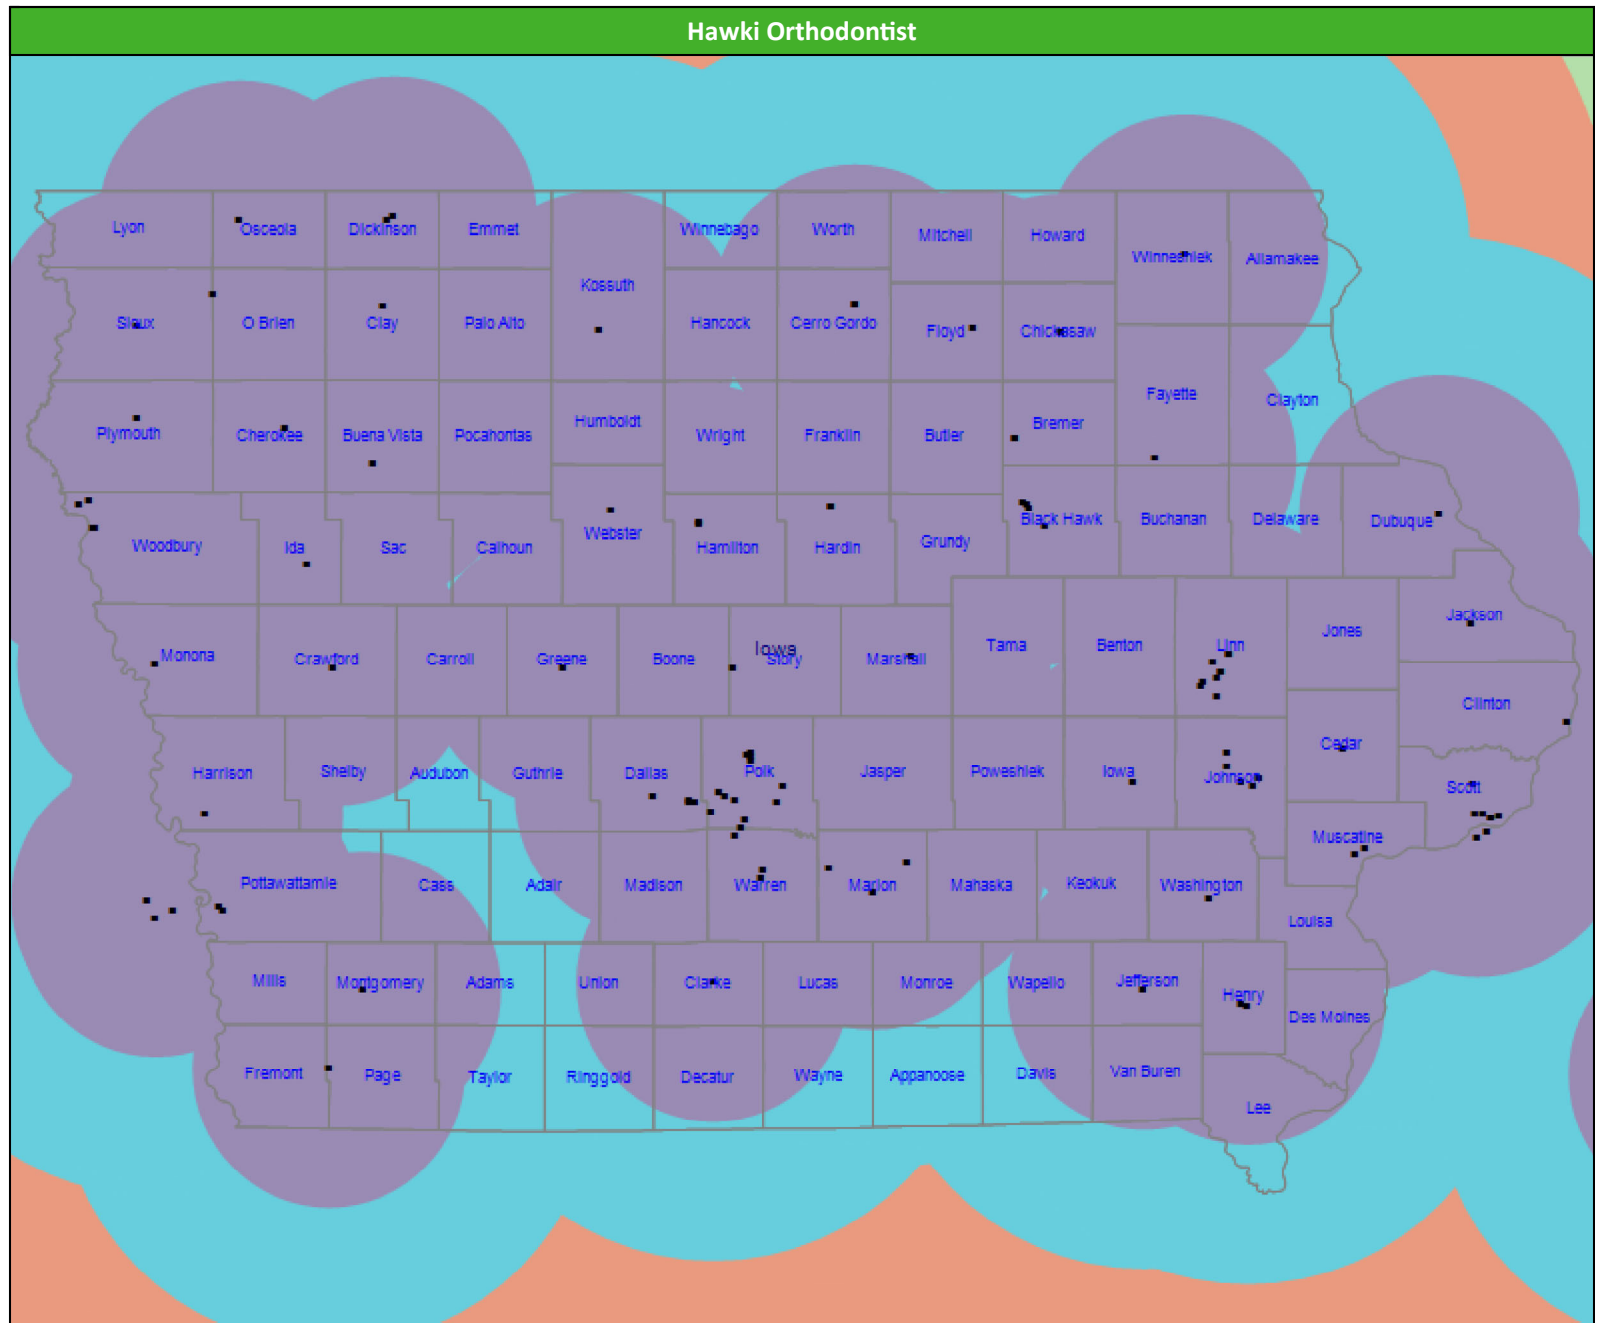 Hawki Orthodontist
Lyon
Osceola
Dickinson
Emmet
Winnebago
Worth
Mitchell
Howard
Winneshiek
Allamakee
Kossuth
Sioux
O Brien
Clay
Palo Alto
Hancock
Cerro Gordo
Floyd
Chickasaw
Fayette
Clayton
Plymouth
Cherokee
Buena Vista
Pocahontas
Humboldt
Wright
Franklin
Butler
Bremer
Woodbury
Ida
Sac
Calhoun
Webster
Hamilton
Hardin
Grundy
Black Hawk
Buchanan
Delaware
Dubuque
Monona
Crawford
Carroll
Greene
Boone
Iowa
Story
Marshall
Tama
Benton
Linn
Jones
Jackson
Clinton
Harrison
Shelby
Audubon
Guthrie
Dallas
Polk
Jasper
Poweshiek
Iowa
Johnson
Cedar
Scott
Muscatine
Pottawattamie
Cass
Adair
Madison
Warren
Marion
Mahaska
Keokuk
Washington
Louisa
Mills
Montgomery
Adams
Union
Clarke
Lucas
Monroe
Wapello
Jefferson
Henry
Des Moines
Fremont
Page
Taylor
Ringgold
Decatur
Wayne
Appanoose
Davis
Van Buren
Lee